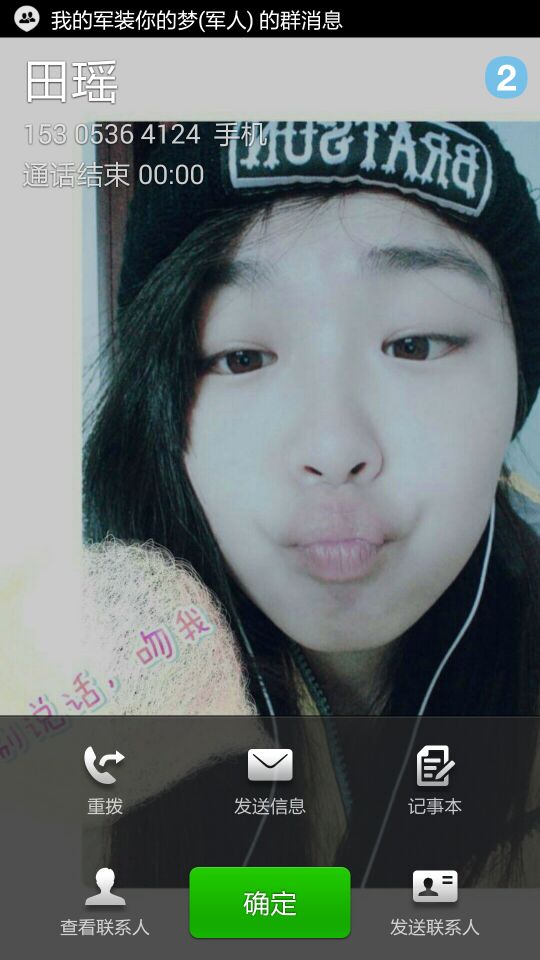 我的军装你的梦(军人) 的群消息
田瑶
2
153 0536 4124 手机
通话结束 00:00
BRATSUN
别说话，吻我
重拨
发送信息
记事本
查看联系人
确定
发送联系人